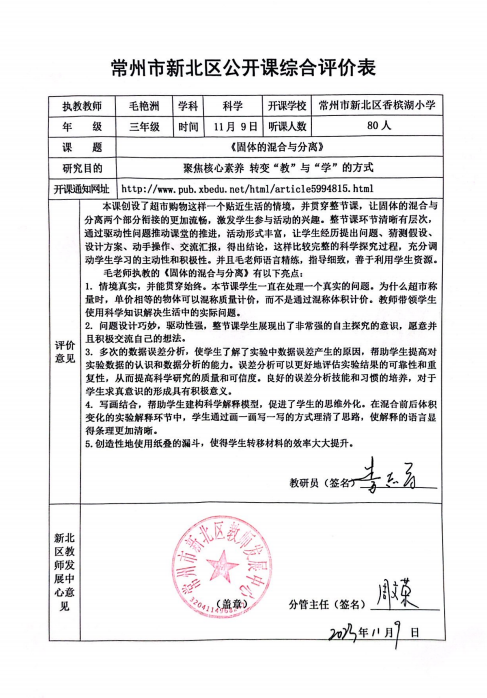 常州市新北区公开课综合评价表
执教教师 毛艳洲 学科 科学 开课学校 常州市新北区香槟湖小学
年 级 三年级 时间 11月 9日 听课人数 80人
课 题 《固体的混合与分离》
研究目的 聚焦核心素养 转变“教”与“学”的方式
开课通知网址 http://www.pub.xbedu.net/html/article5994815.html
评价意见
本课创设了超市购物这样一个贴近生活的情境，并贯穿整节课，让固体的混合与
分离两个部分衔接的更加流畅，激发学生参与活动的兴趣。整节课环节清晰有层次，
通过驱动性问题推动课堂的推进，活动形式丰富，让学生经历提出问题、猜测假设、
设计方案、动手操作、交流汇报，得出结论，这样比较完整的科学探究过程，充分调
动学生学习的主动性和积极性。并且毛老师语言精练，指导细致，善于利用学生资源。
毛老师执教的《固体的混合与分离》有以下亮点：
1. 情境真实，并能贯穿始终。本节课学生一直在处理一个真实的问题。为什么超市称
量时，单价相等的物体可以混称质量计价，而不是通过混称体积计价。教师带领学生
使用科学知识解决生活中的实际问题。
2. 问题设计巧妙，驱动性强，整节课学生展现出了非常强的自主探究的意识，愿意并
且积极交流自己的想法。
3. 多次的数据误差分析，使学生了解了实验中数据误差产生的原因，帮助学生提高对
实验数据的认识和数据分析的能力。误差分析可以更好地评估实验结果的可靠性和重
复性，从而提高科学研究的质量和可信度。良好的误差分析技能和习惯的培养，对于
学生求真意识的形成具有积极意义。
4. 写画结合，帮助学生建构科学解释模型，促进了学生的思维外化。在混合前后体积
变化的实验解释环节中，学生通过画一画写一写的方式理清了思路，使解释的语言显
得条理更加清晰。
5.创造性地使用纸叠的漏斗，使得学生转移材料的效率大大提升。
教研员（签名）
新北区教师发展中心意见
常州市新北区教师发展中心
（盖章） 分管主任（签名）
2023年11月9日